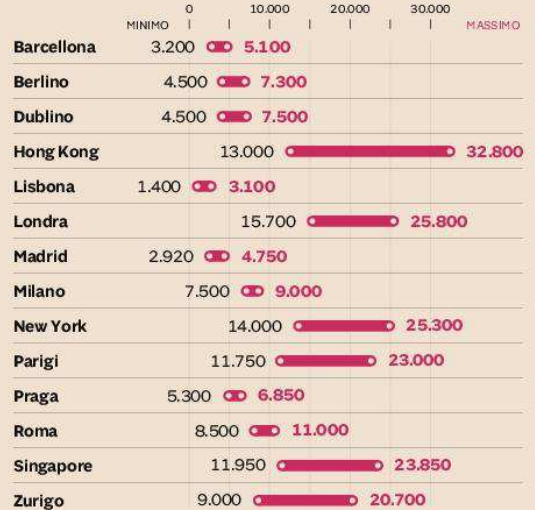 0 10.000 20.000 30.000
MINIMO MASSIMO
Barcellona 3.200 5.100
Berlino 4.500 7.300
Dublino 4.500 7.500
Hong Kong 13.000 32.800
Lisbona 1.400 3.100
Londra 15.700 25.800
Madrid 2.920 4.750
Milano 7.500 9.000
New York 14.000 25.300
Parigi 11.750 23.000
Praga 5.300 6.850
Roma 8.500 11.000
Singapore 11.950 23.850
Zurigo 9.000 20.700